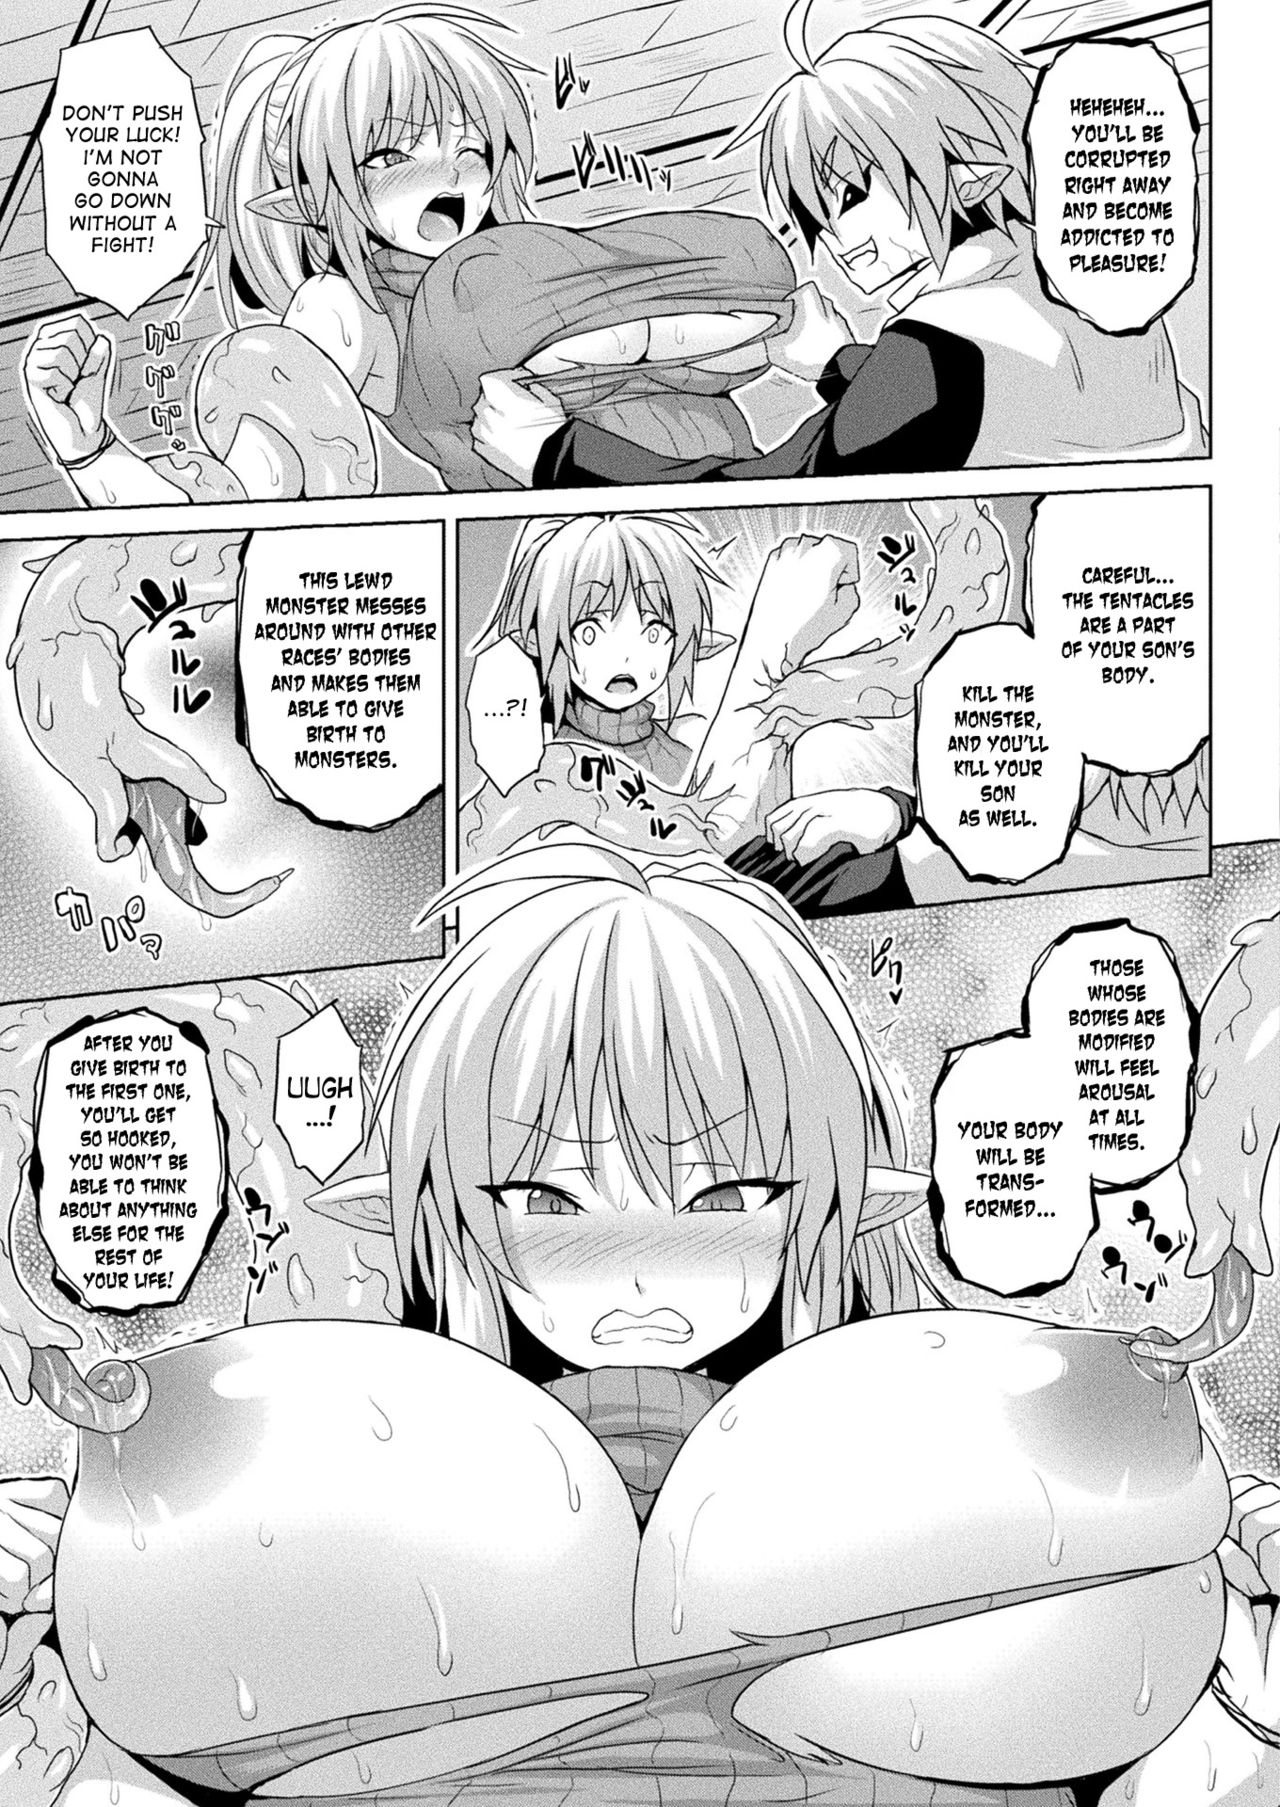 HEHEHEH...
YOU'LL BE
CORRUPTED
RIGHT AWAY
AND BECOME
ADDICTED TO
PLEASURE!
DON'T PUSH
YOUR LUCK!
I'M NOT
GONNA
GO DOWN
WITHOUT A
FIGHT!
CAREFUL...
THE TENTACLES
ARE A PART
OF YOUR SON'S
BODY.
KILL THE
MONSTER,
AND YOU'LL
KILL YOUR
SON
AS WELL.
...?!
THIS LEWD
MONSTER MESSES
AROUND WITH OTHER
RACES' BODIES
AND MAKES THEM
ABLE TO GIVE
BIRTH TO
MONSTERS.
THOSE
WHOSE
BODIES ARE
MODIFIED
WILL FEEL
AROUSAL
AT ALL
TIMES.
YOUR BODY
WILL BE
TRANS-
FORMED...
UUGH
...!
AFTER YOU
GIVE BIRTH TO
THE FIRST ONE,
YOU'LL GET
SO HOOKED,
YOU WON'T BE
ABLE TO THINK
ABOUT ANYTHING
ELSE FOR THE
REST OF
YOUR LIFE!